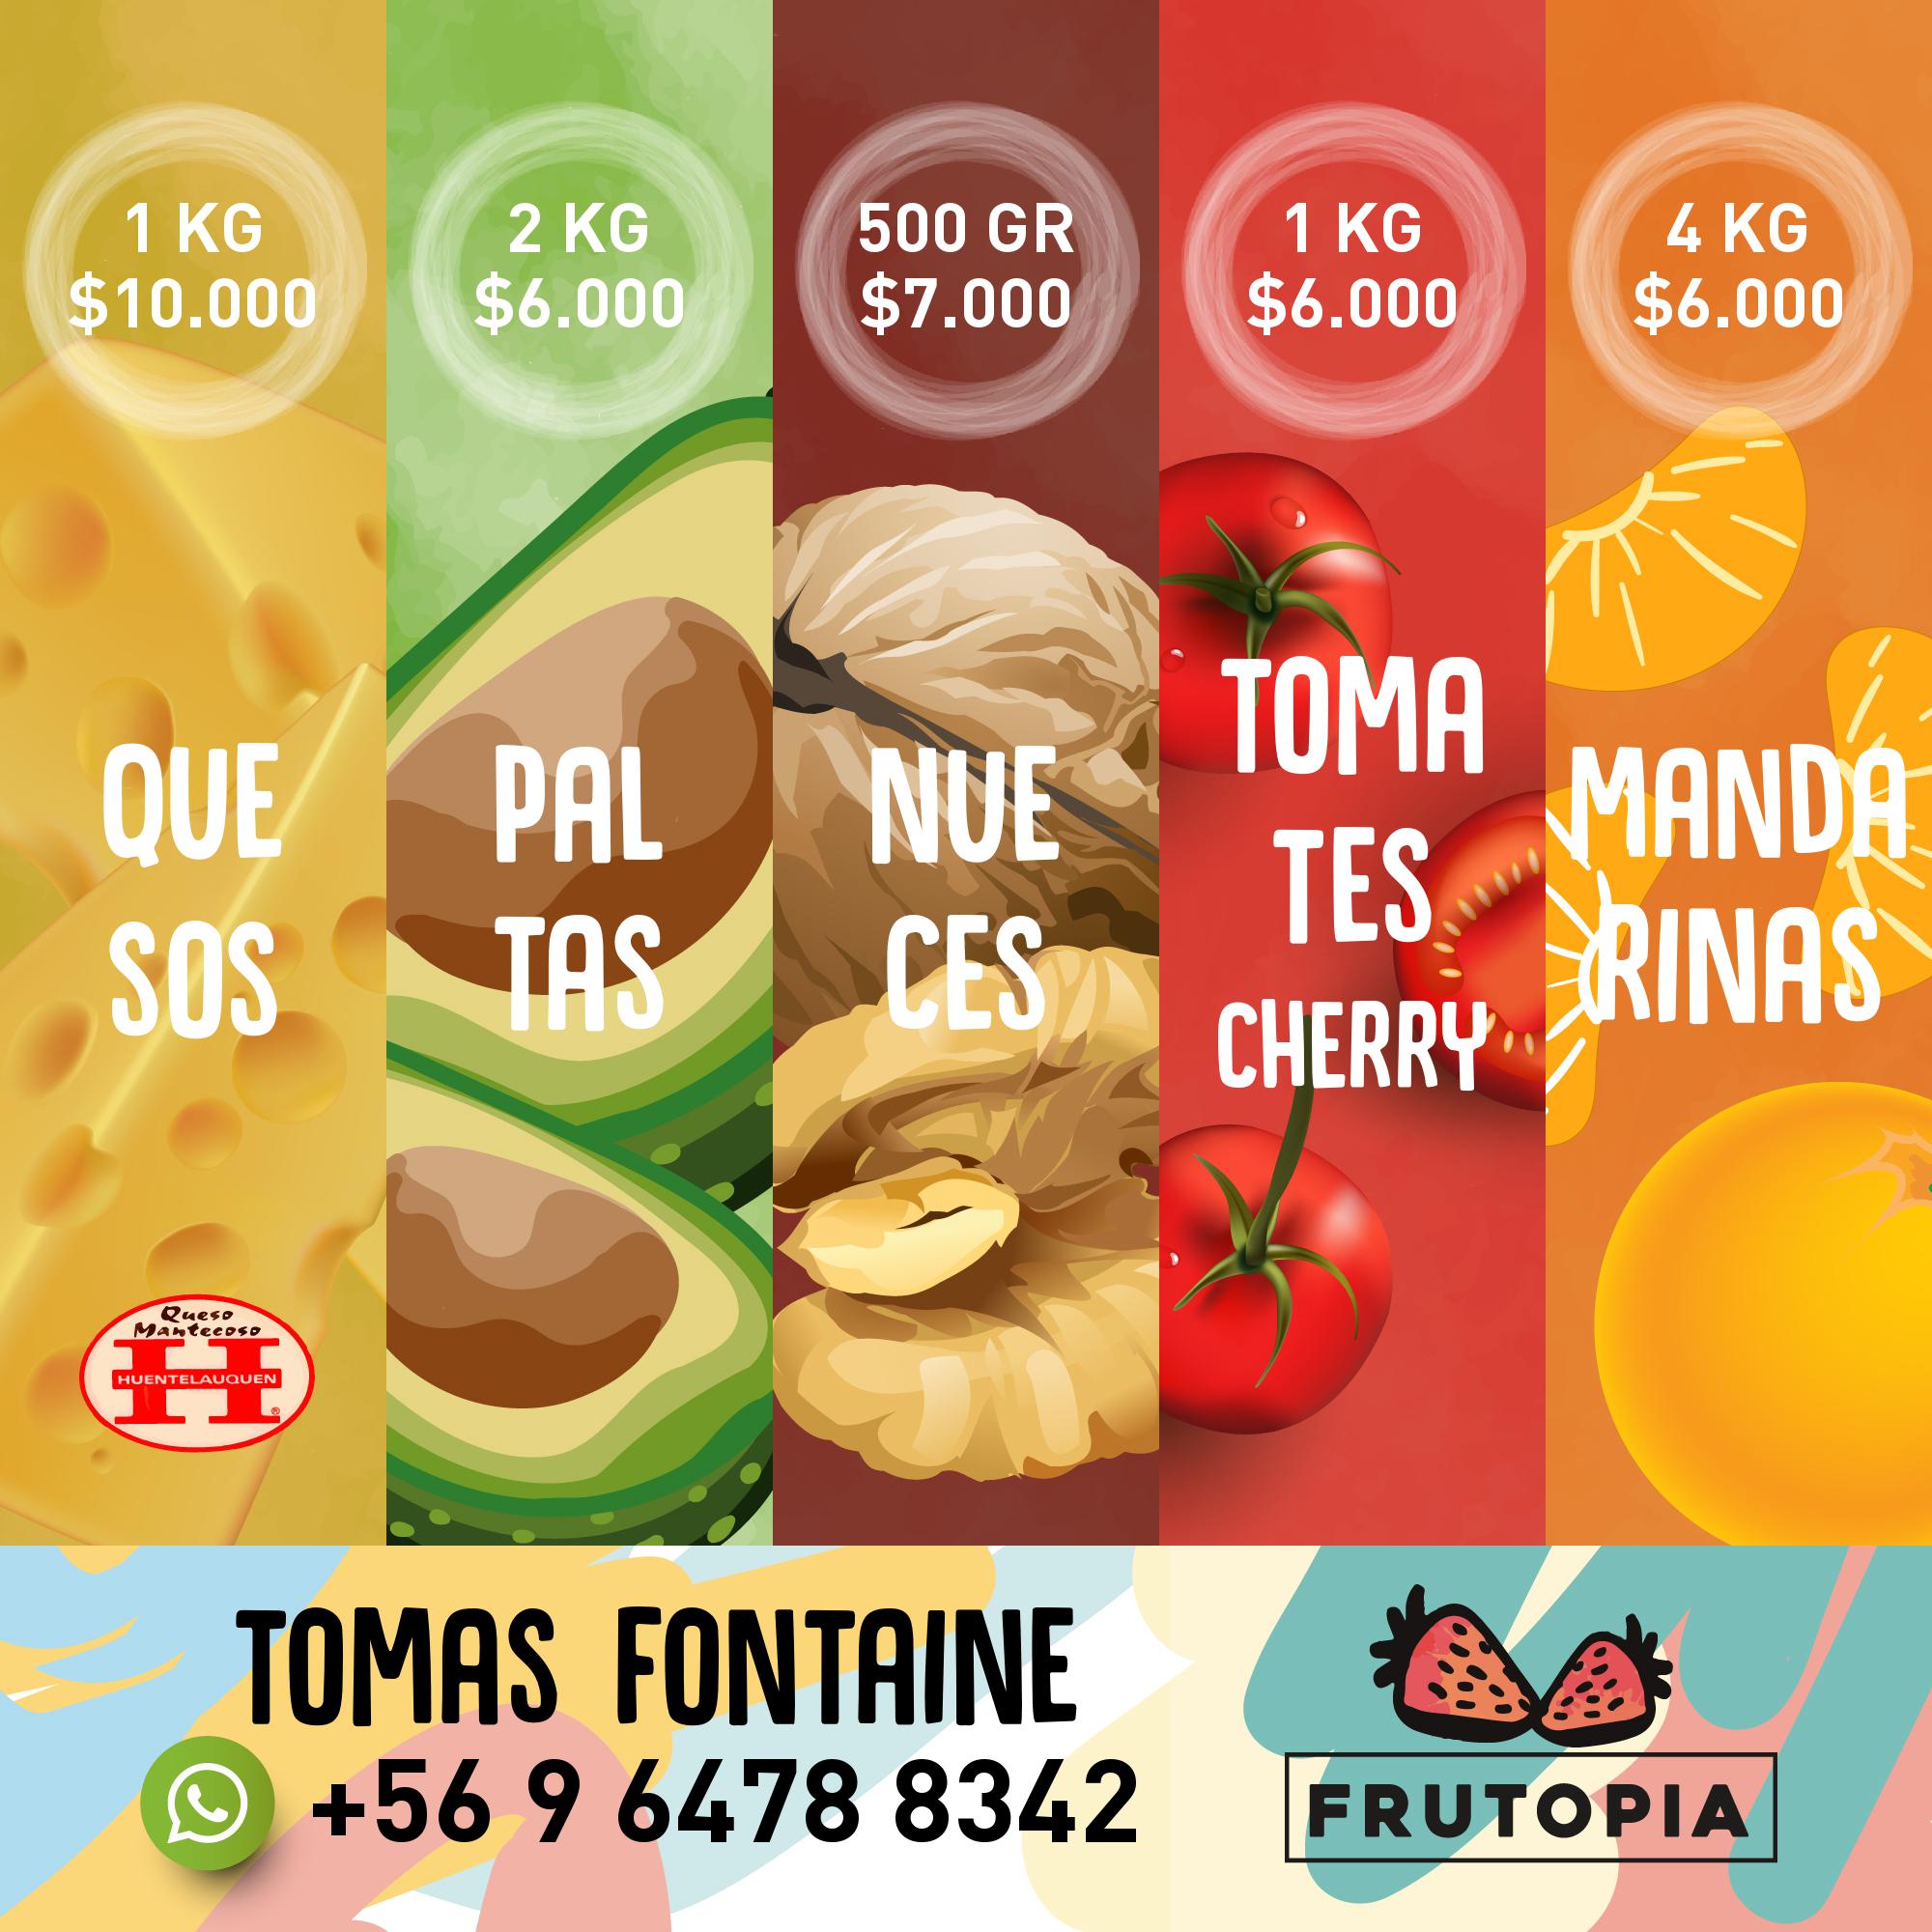 1 KG
$10.000
QUE
SOS
Queso
Mantecoso
H
HUENTELAUQUEN
®
2 KG
$6.000
PAL
TAS
500 GR
$7.000
NUE
CES
1 KG
$6.000
TOMA
TES
CHERRY
4 KG
$6.000
MANDA
RINAS
TOMAS FONTAINE
+56 9 6478 8342
FRUTOPIA